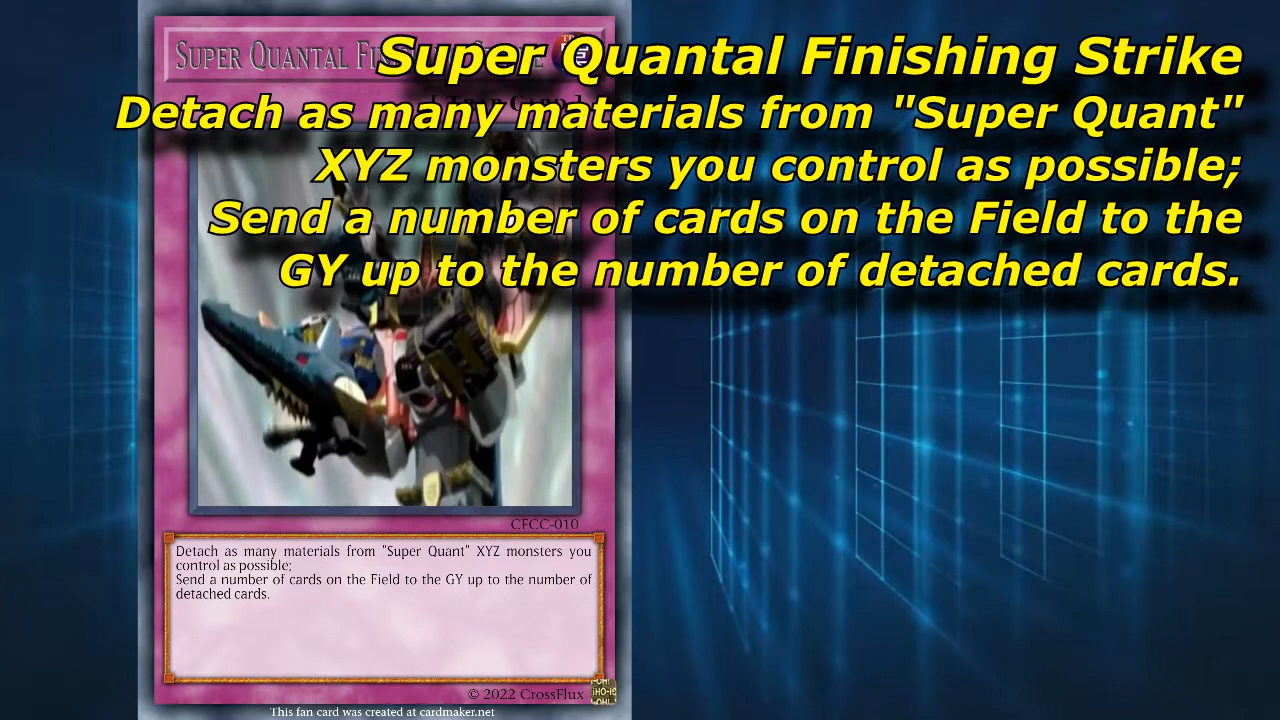 Super Quantal Finishing Strike
Detach as many materials from "Super Quant"
XYZ monsters you control as possible;
Send a number of cards on the Field to the
GY up to the number of detached cards.
CFCC-010
Detach as many materials from "Super Quant" XYZ monsters you
control as possible;
Send a number of cards on the Field to the GY up to the number of
detached cards.
© 2022 CrossFlux
This fan card was created at cardmaker.net